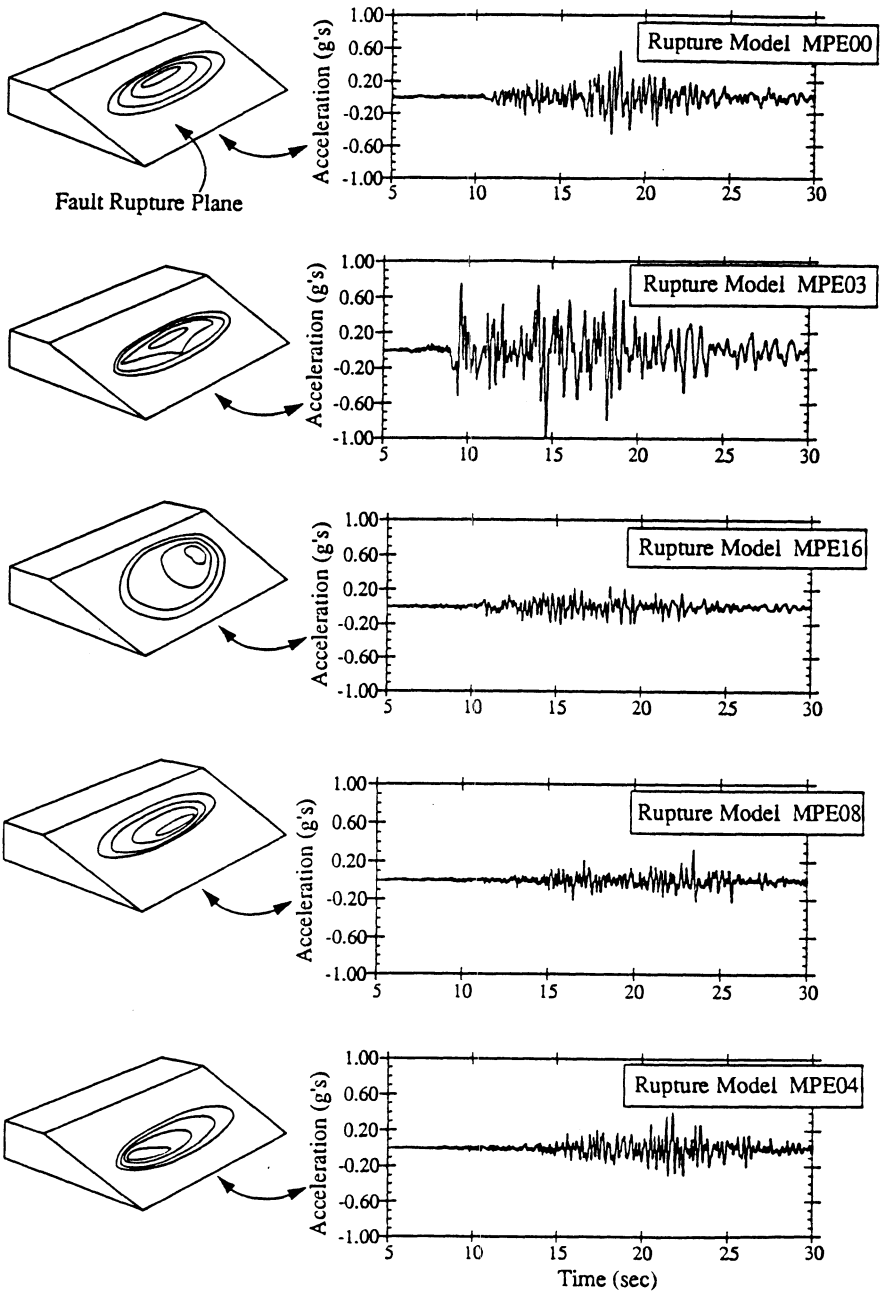 Fault Rupture Plane
Acceleration (g's)
1.00
0.60
0.20
-0.20
-0.60
-1.00
Rupture Model MPE00
5 10 15 20 25 30
Acceleration (g's)
1.00
0.60
0.20
-0.20
-0.60
-1.00
Rupture Model MPE03
5 10 15 20 25 30
Acceleration (g's)
1.00
0.60
0.20
-0.20
-0.60
-1.00
Rupture Model MPE16
5 10 15 20 25 30
Acceleration (g's)
1.00
0.60
0.20
-0.20
-0.60
-1.00
Rupture Model MPE08
5 10 15 20 25 30
Acceleration (g's)
1.00
0.60
0.20
-0.20
-0.60
-1.00
Rupture Model MPE04
5 10 15 20 25 30
Time (sec)